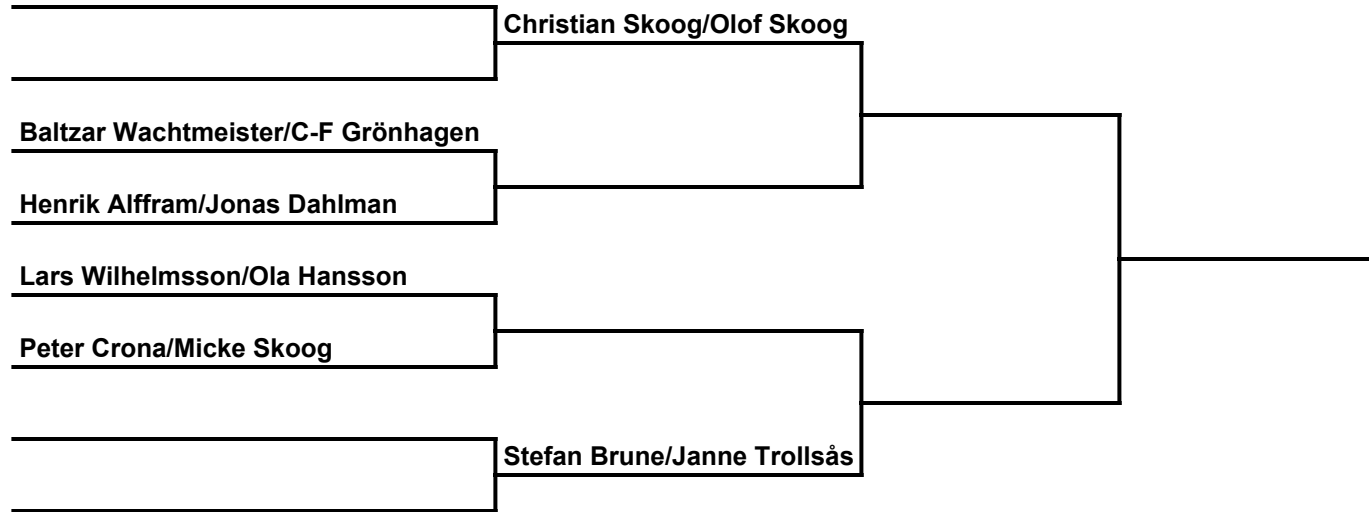 Christian Skoog/Olof Skoog
Baltzar Wachtmeister/C-F Grönhagen
Henrik Alffram/Jonas Dahlman
Lars Wilhelmsson/Ola Hansson
Peter Crona/Micke Skoog
Stefan Brune/Janne Trollsås